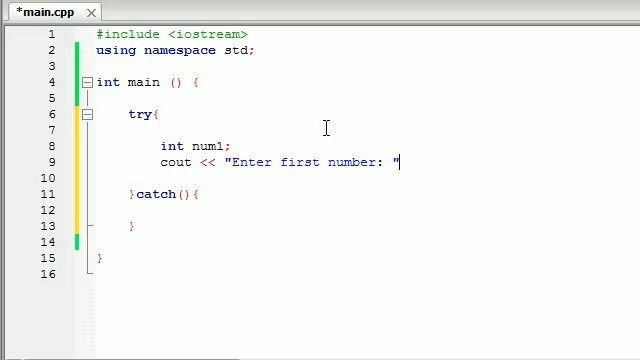 *main.cpp
1 #include <iostream>
2 using namespace std;
3
4 int main () {
5
6 try{
7
8 int num1;
9 cout << "Enter first number: "
10
11 }catch(){
12
13 }
14
15 }
16